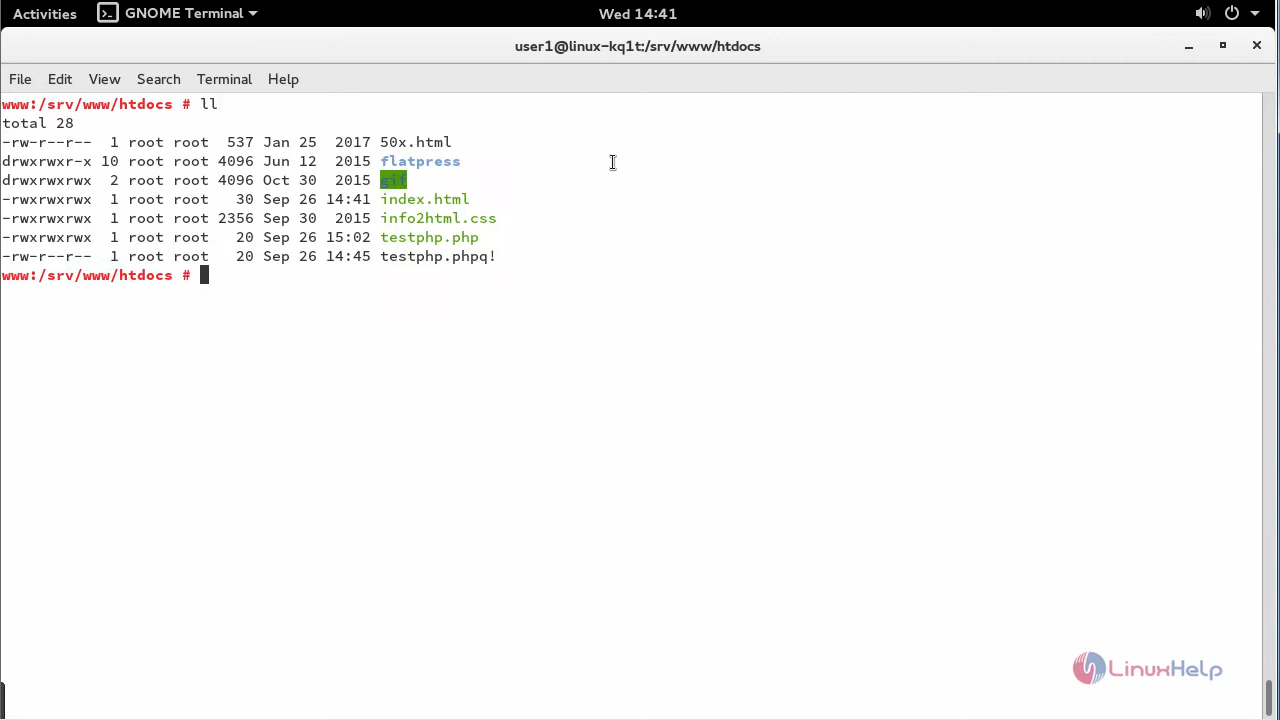 Activities GNOME Terminal Wed 14:41
user1@linux-kq1t:/srv/www/htdocs
File Edit View Search Terminal Help
www:/srv/www/htdocs # ll
total 28
-rw-r--r--  1 root root  537 Jan 25  2017 50x.html
drwxrwxr-x 10 root root 4096 Jun 12  2015 flatpress
drwxrwxrwx  2 root root 4096 Oct 30  2015 gif
-rwxrwxrwx  1 root root   30 Sep 26 14:41 index.html
-rwxrwxrwx  1 root root 2356 Sep 30  2015 info2html.css
-rwxrwxrwx  1 root root   20 Sep 26 15:02 testphp.php
-rw-r--r--  1 root root   20 Sep 26 14:45 testphp.phpq!
www:/srv/www/htdocs #
LinuxHelp